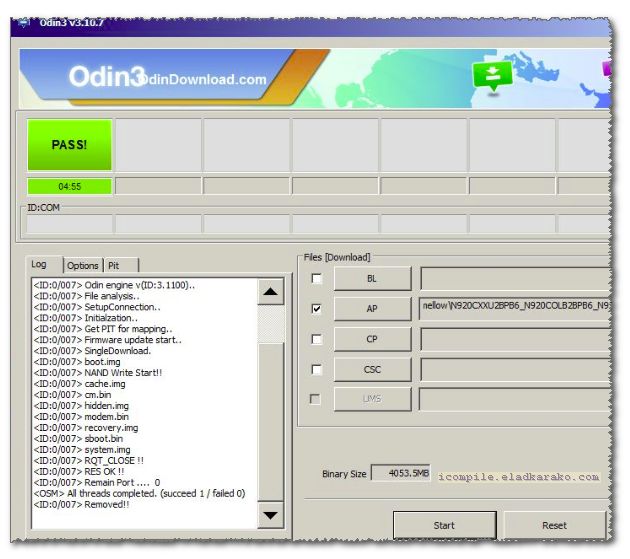 Odin3 v3.10.7
Odin3
OdinDownload.com
PASS!
04:55
ID:COM
Log
Options
Pit
<ID:0/007> Odin engine v(ID:3.1100)..
<ID:0/007> File analysis..
<ID:0/007> SetupConnection..
<ID:0/007> Initialzation..
<ID:0/007> Get PIT for mapping..
<ID:0/007> Firmware update start..
<ID:0/007> SingleDownload.
<ID:0/007> boot.img
<ID:0/007> NAND Write Start!!
<ID:0/007> cache.img
<ID:0/007> cm.bin
<ID:0/007> hidden.img
<ID:0/007> modem.bin
<ID:0/007> recovery.img
<ID:0/007> sboot.bin
<ID:0/007> system.img
<ID:0/007> RQT_CLOSE !!
<ID:0/007> RES OK !!
<ID:0/007> Remain Port .... 0
<OSM> All threads completed. (succeed 1 / failed 0)
<ID:0/007> Removed!!
Files [Download]
BL
AP
nellow\N920CXXU2BPB6_N920COLB2BPB6_N9
CP
CSC
UMS
Binary Size
4053.5MB
icompile.eladkarako.com
Start
Reset